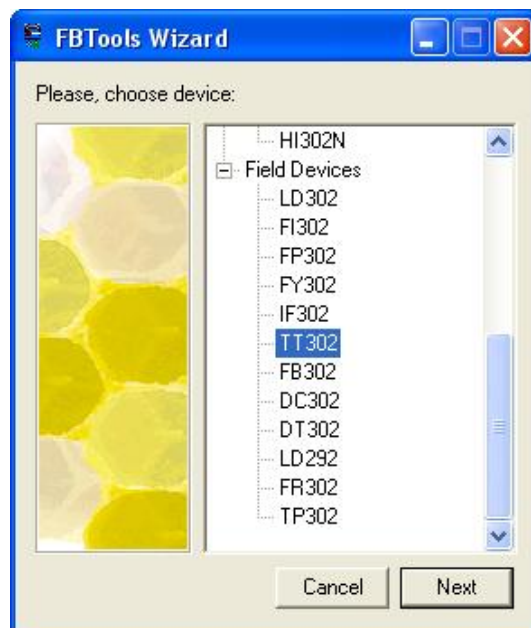 FBTools Wizard
Please, choose device:
HI302N
Field Devices
LD302
FI302
FP302
FY302
IF302
TT302
FB302
DC302
DT302
LD292
FR302
TP302
Cancel
Next